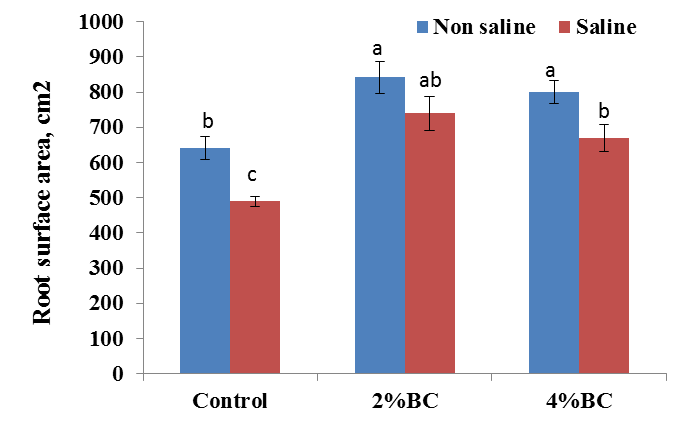 Non saline Saline
Root surface area, cm2
1000
900
800
700
600
500
400
300
200
100
0
b
c
a
ab
a
b
Control 2%BC 4%BC